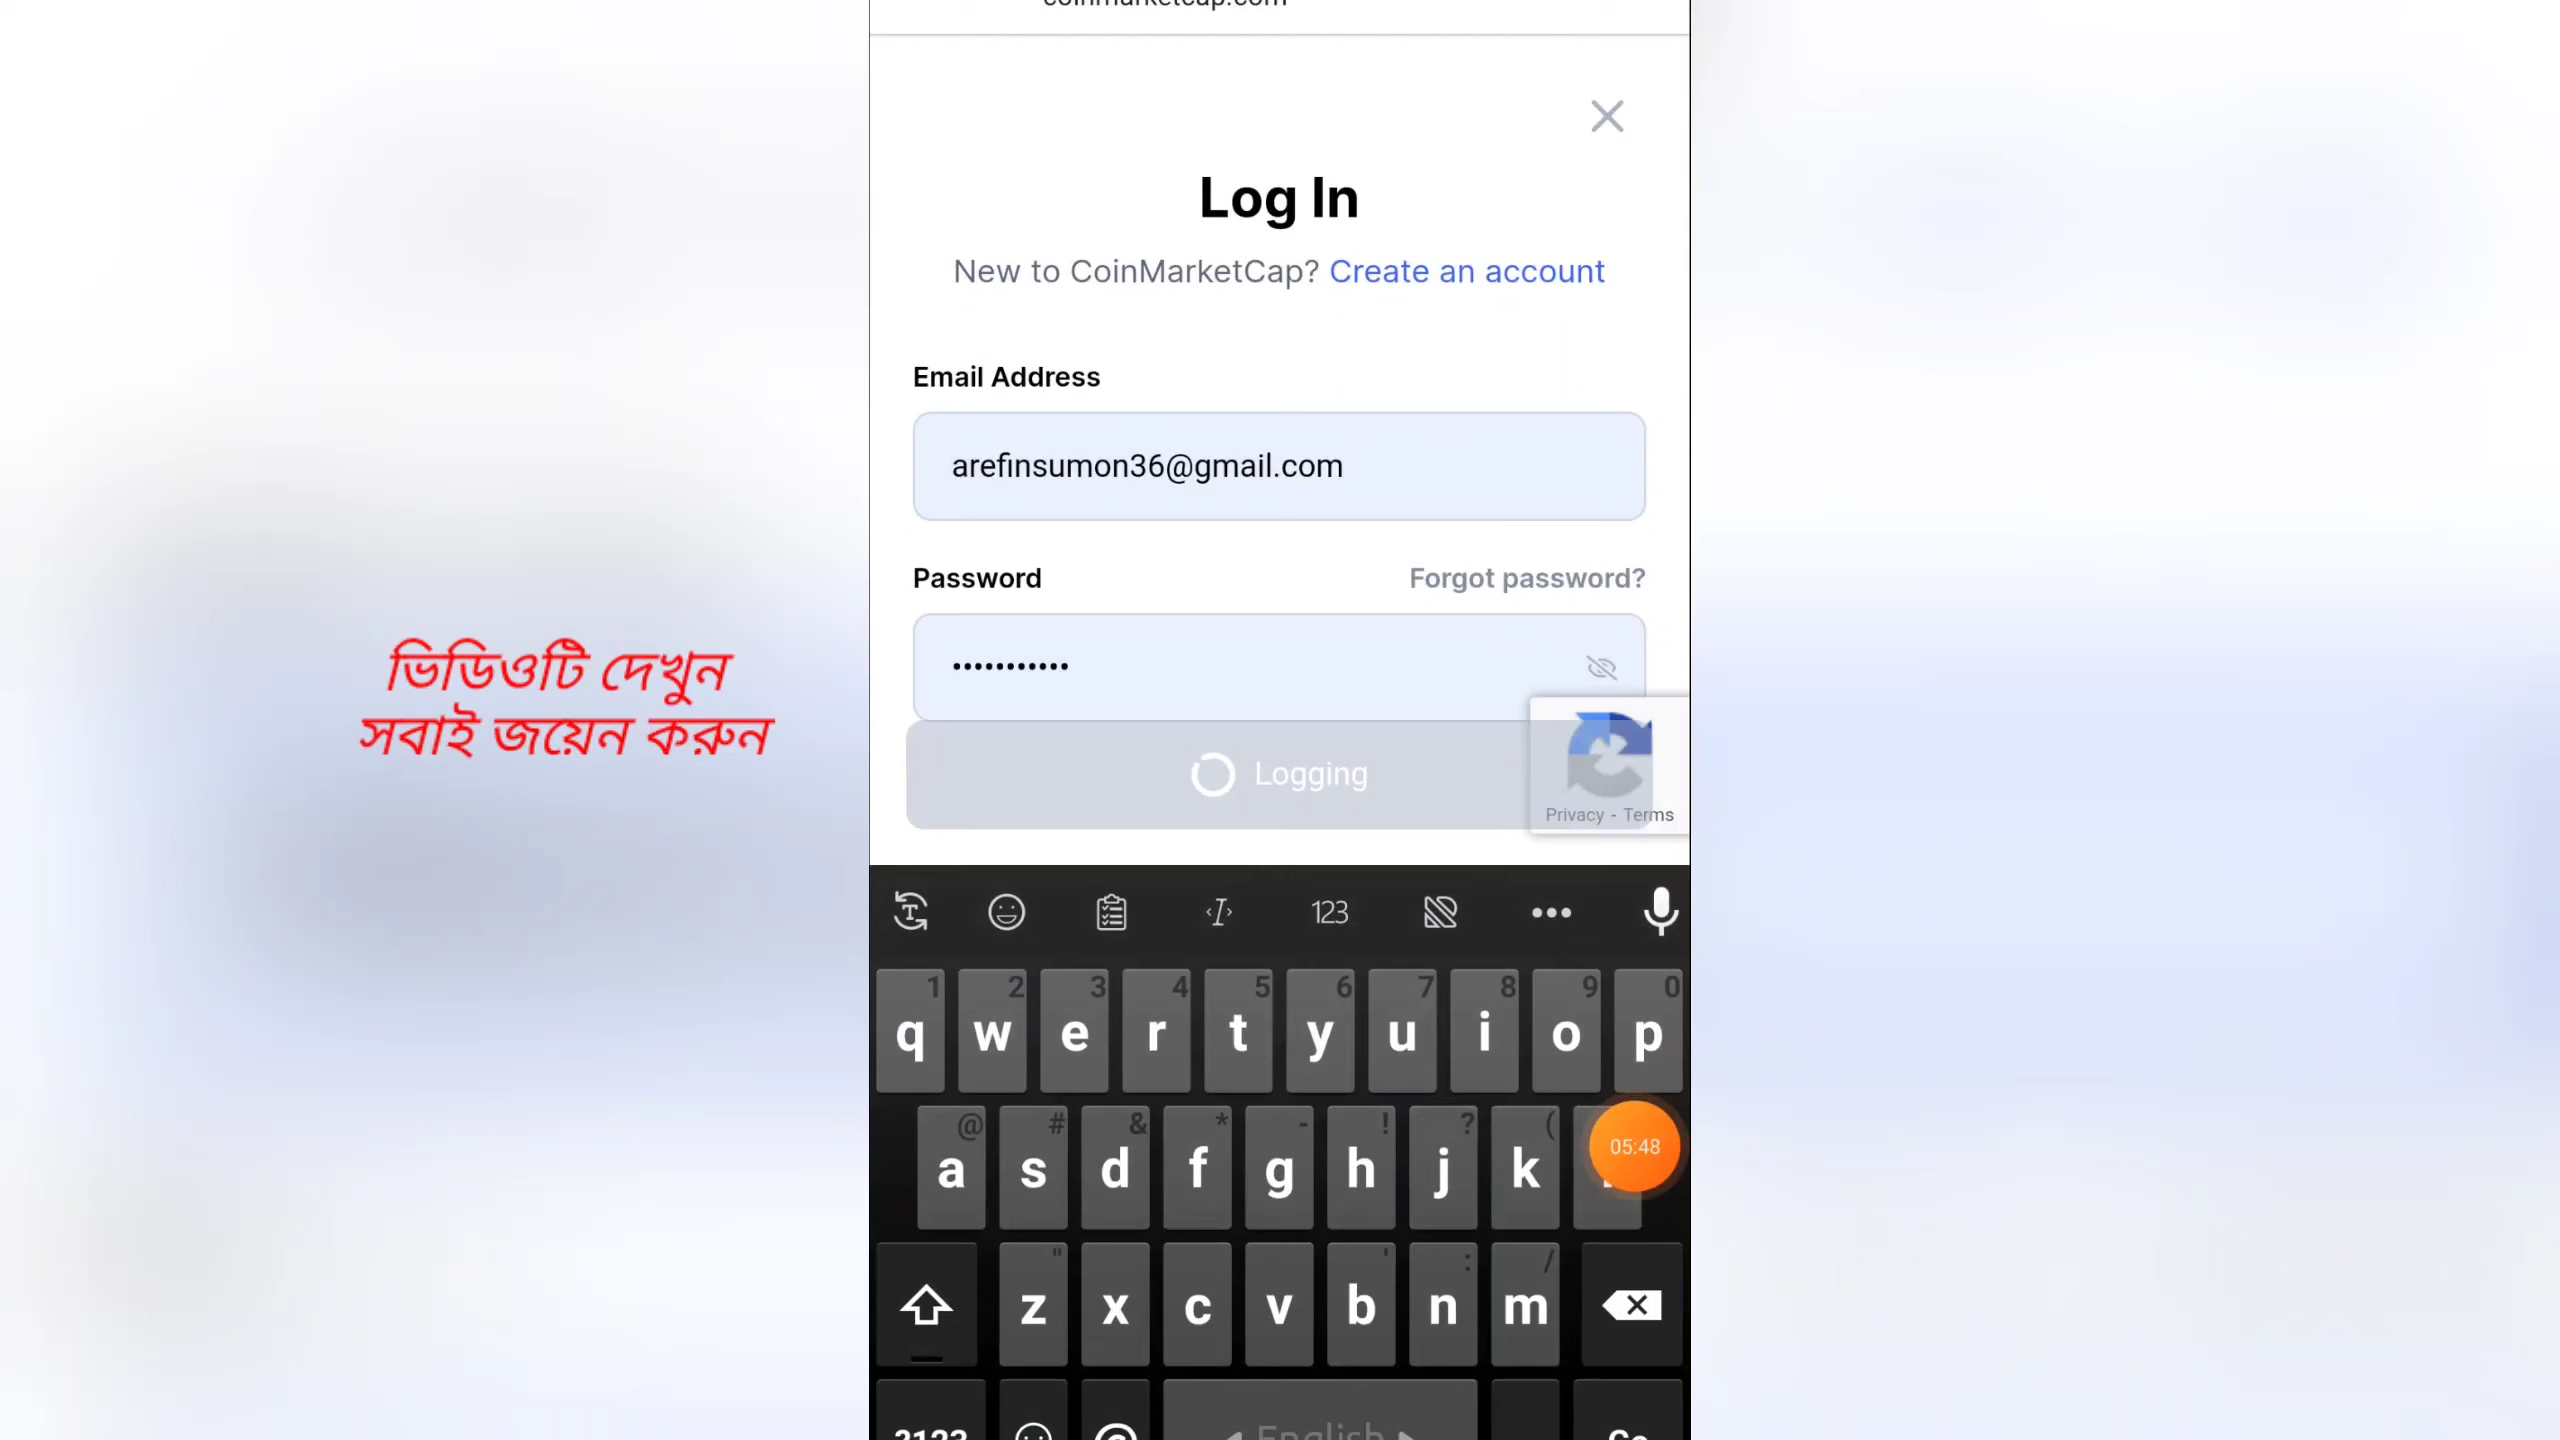 coinmarketcap.com
Log In
New to CoinMarketCap? Create an account
Email Address
arefinsumon36@gmail.com
Password
Forgot password?
•••••••••••
Logging
Privacy - Terms
ভিডিওটি দেখুন
সবাই জয়েন করুন
123
1 2 3 4 5 6 7 8 9 0
q w e r t y u i o p
@ # & * - ! ? (
a s d f g h j k
05:48
" ' : /
z x c v b n m
English
Go